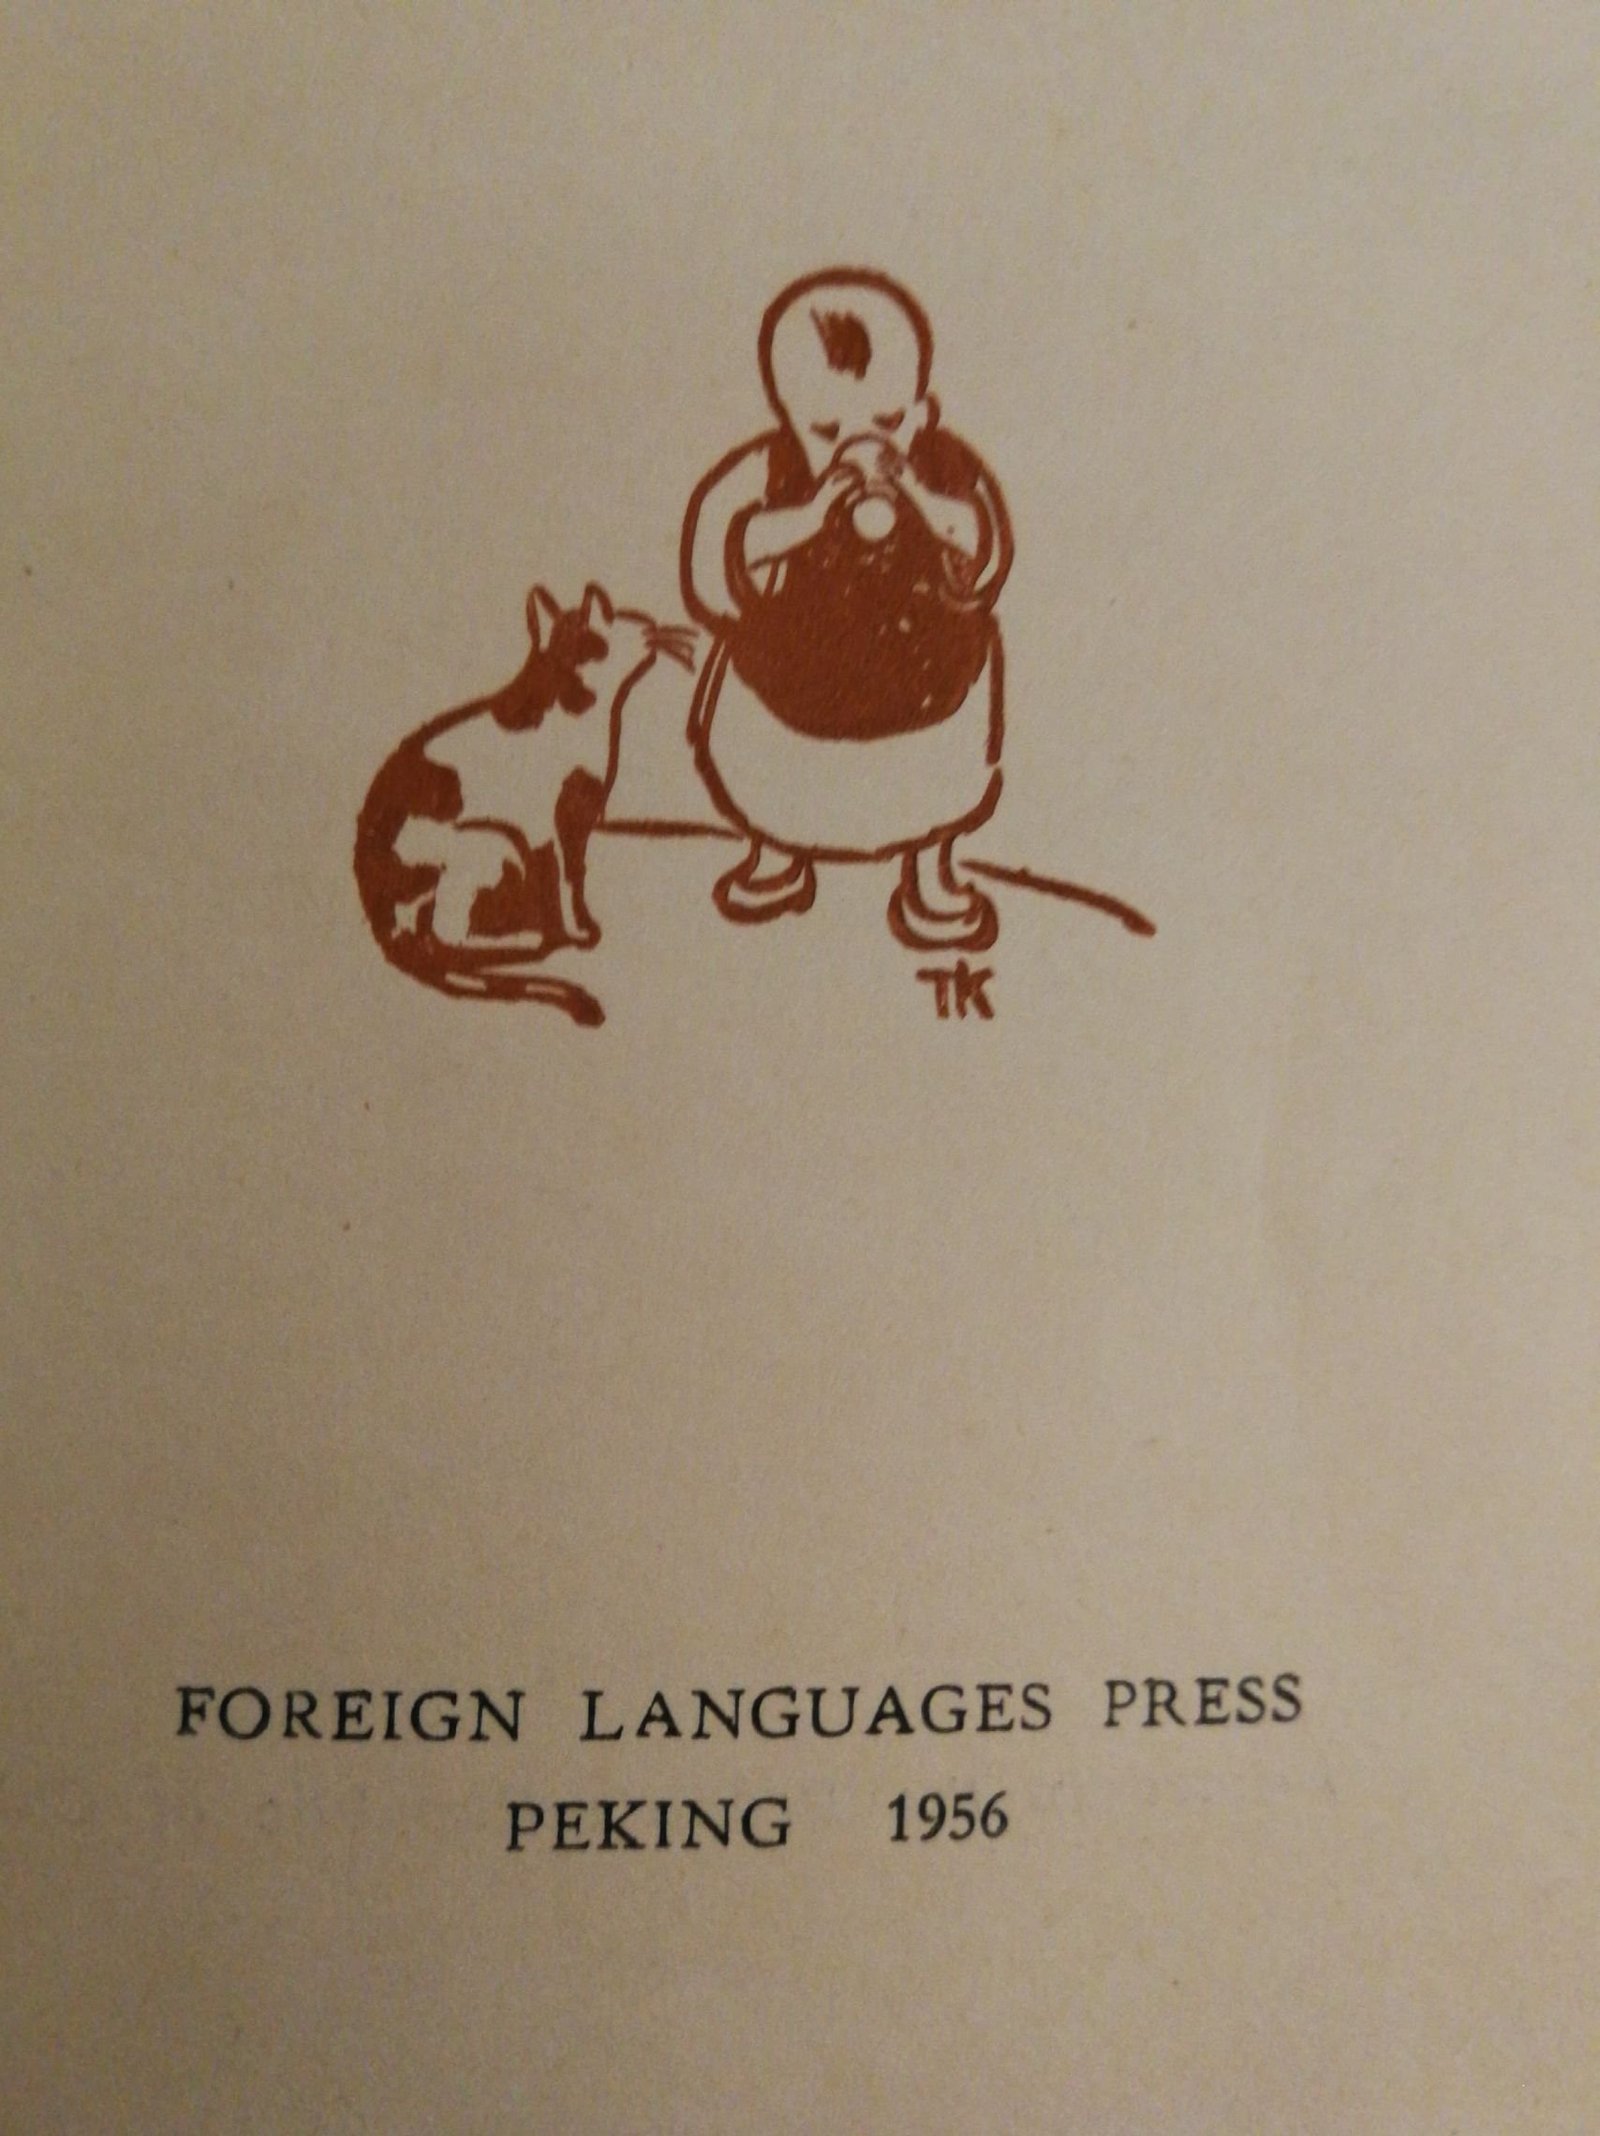 TK
FOREIGN LANGUAGES PRESS
PEKING 1956